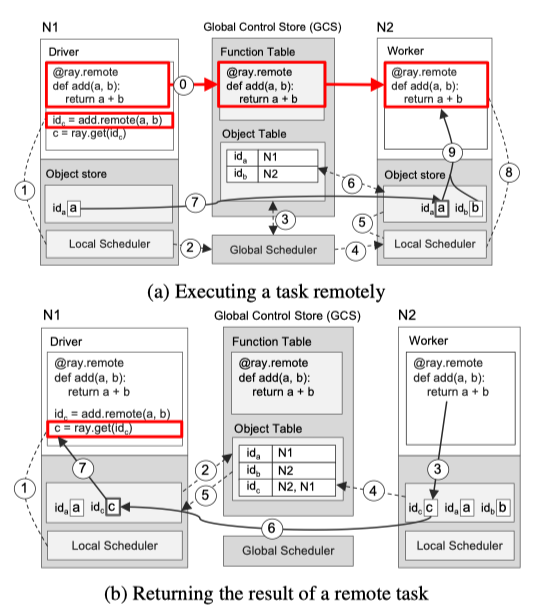 N1
Global Control Store (GCS)
N2
Driver
@ray.remote
def add(a, b):
return a + b
id_c = add.remote(a, b)
c = ray.get(id_c)
0
Function Table
@ray.remote
def add(a, b):
return a + b
Worker
@ray.remote
def add(a, b):
return a + b
Object Table
id_a N1
id_b N2
9
8
1
Object store
id_a a
7
6
3
Object store
id_a a id_b b
5
Local Scheduler
2
Global Scheduler
4
Local Scheduler
(a) Executing a task remotely
N1
Global Control Store (GCS)
N2
Driver
@ray.remote
def add(a, b):
return a + b
id_c = add.remote(a, b)
c = ray.get(id_c)
Function Table
@ray.remote
def add(a, b):
return a + b
Worker
@ray.remote
def add(a, b):
return a + b
Object Table
id_a N1
id_b N2
id_c N2, N1
7
2
3
1
5
4
id_a a id_c c
id_c c id_a a id_b b
6
Local Scheduler
Global Scheduler
Local Scheduler
(b) Returning the result of a remote task